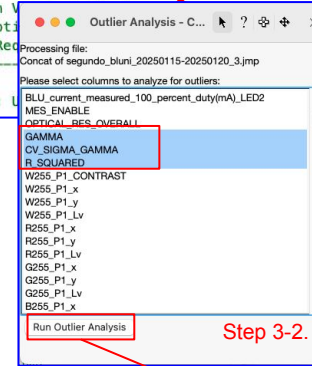 Outlier Analysis - C...
Processing file:
Concat of segundo_bluni_20250115-20250120_3.jmp
Please select columns to analyze for outliers:
BLU_current_measured_100_percent_duty(mA)_LED2
MES_ENABLE
OPTICAL_RES_OVERALL
GAMMA
CV_SIGMA_GAMMA
R_SQUARED
W255_P1_CONTRAST
W255_P1_x
W255_P1_y
W255_P1_Lv
R255_P1_x
R255_P1_y
R255_P1_Lv
G255_P1_x
G255_P1_y
G255_P1_Lv
B255_P1_x
Run Outlier Analysis
Step 3-2.